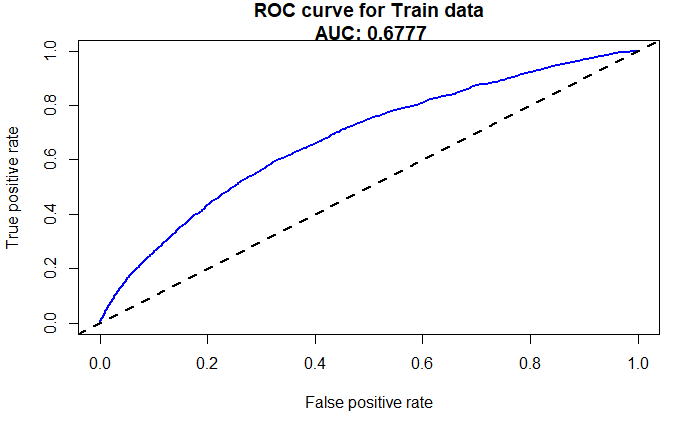 ROC curve for Train data
AUC: 0.6777
True positive rate
1.0
0.8
0.6
0.4
0.2
0.0
0.0 0.2 0.4 0.6 0.8 1.0
False positive rate